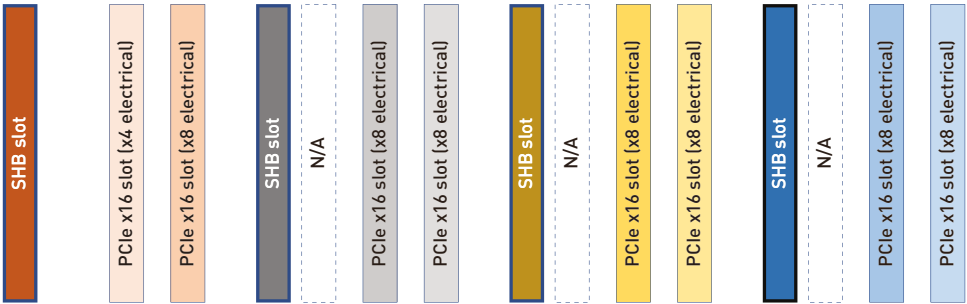 SHB slot
PCIe x16 slot (x4 electrical)
PCIe x16 slot (x8 electrical)
SHB slot
N/A
PCIe x16 slot (x8 electrical)
PCIe x16 slot (x8 electrical)
SHB slot
N/A
PCIe x16 slot (x8 electrical)
PCIe x16 slot (x8 electrical)
SHB slot
N/A
PCIe x16 slot (x8 electrical)
PCIe x16 slot (x8 electrical)